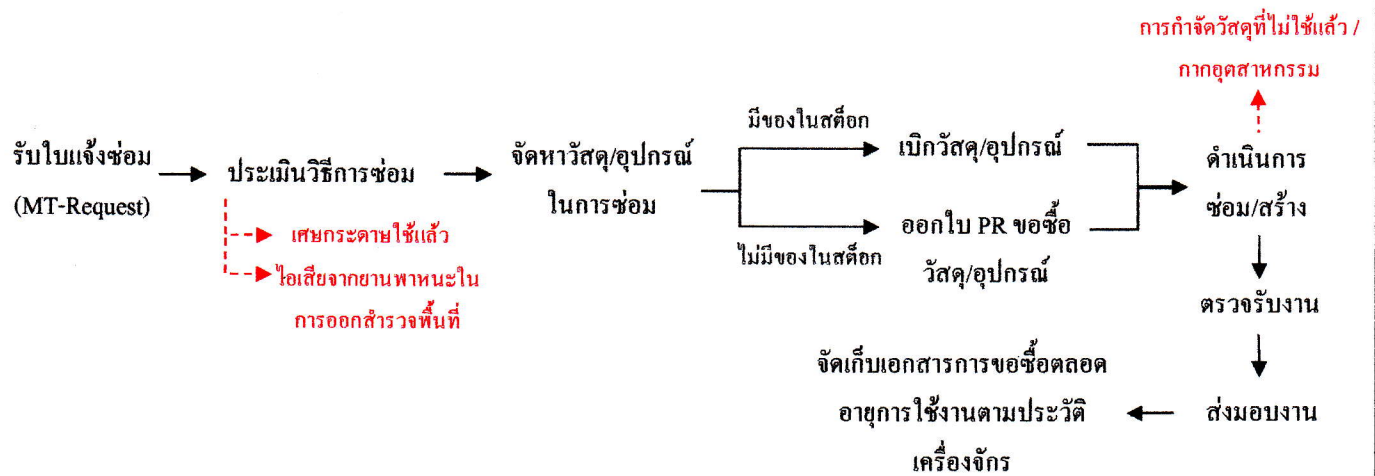 รับใบแจ้งซ่อม
(MT-Request)
ประเมินวิธีการซ่อม
เศษกระดาษใช้แล้ว
ไอเสียจากยานพาหนะใน
การออกสำรวจพื้นที่
จัดหาวัสดุ/อุปกรณ์
ในการซ่อม
มีของในสต็อก
เบิกวัสดุ/อุปกรณ์
ไม่มีของในสต็อก
ออกใบ PR ขอซื้อ
วัสดุ/อุปกรณ์
การกำจัดวัสดุที่ไม่ใช้แล้ว /
กากอุตสาหกรรม
ดำเนินการ
ซ่อม/สร้าง
ตรวจรับงาน
ส่งมอบงาน
จัดเก็บเอกสารการขอซื้อตลอด
อายุการใช้งานตามประวัติ
เครื่องจักร